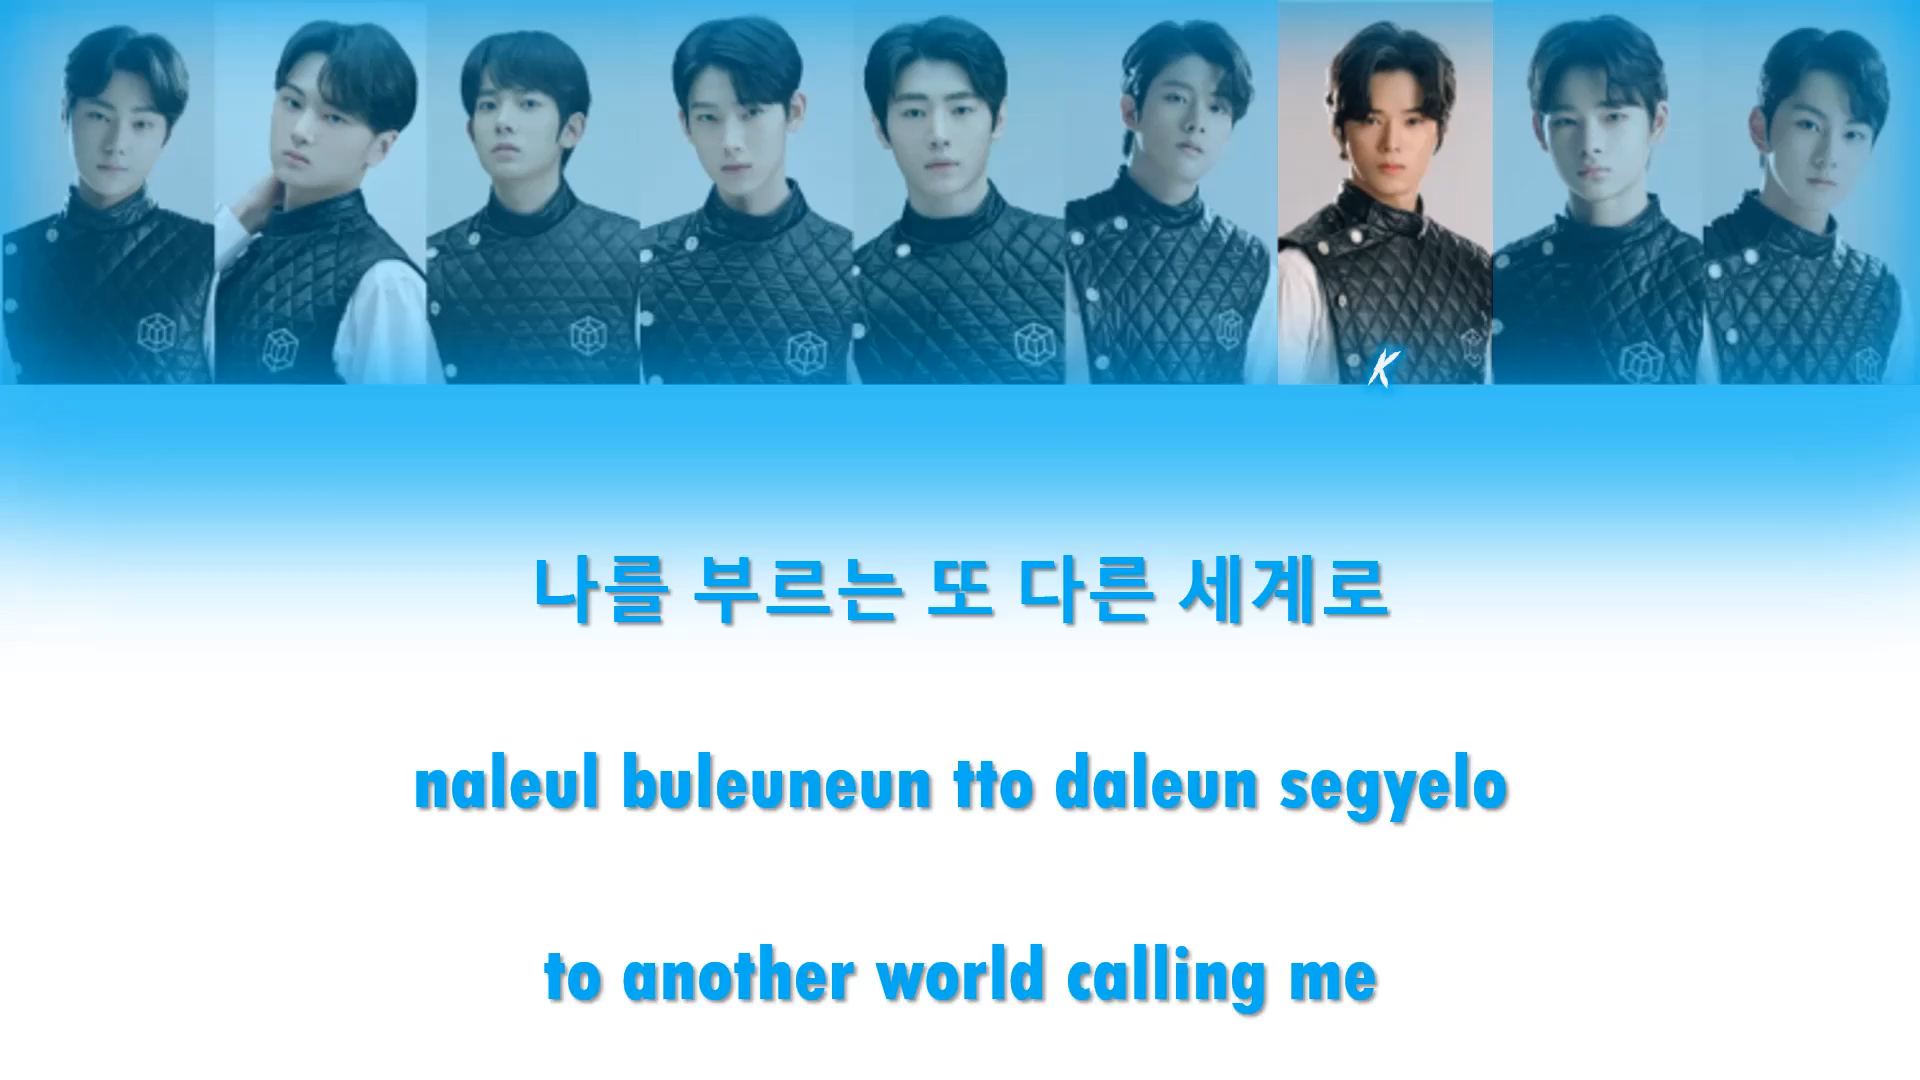 K
나를 부르는 또 다른 세계로
naleul buleuneun tto daleun segyelo
to another world calling me